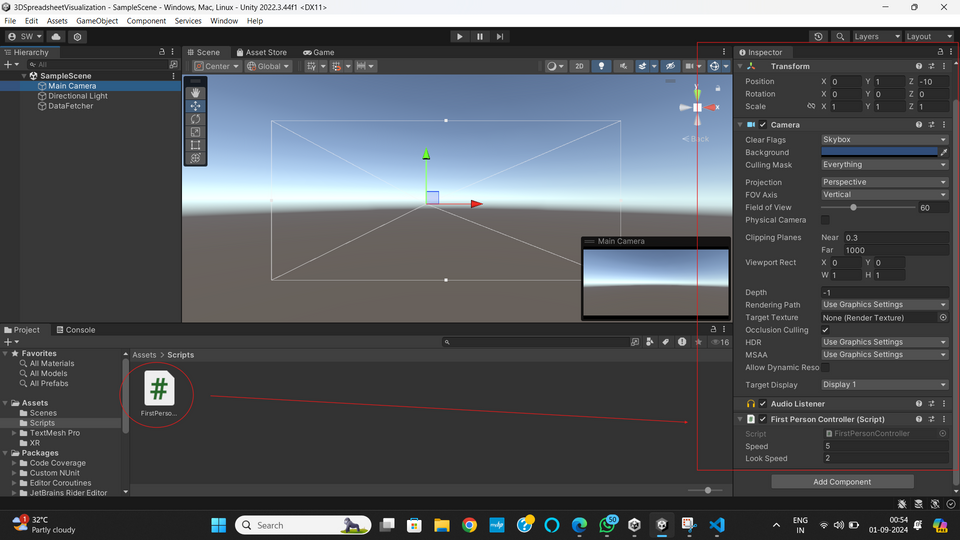 3DSpreadsheetVisualization - SampleScene - Windows, Mac, Linux - Unity 2022.3.44f1 <DX11>
File Edit Assets GameObject Component Services Window Help
SW
Layers Layout
Hierarchy
All
SampleScene
Main Camera
Directional Light
DataFetcher
Scene Asset Store Game
Center Global 2D
y
x
Back
Main Camera
Inspector
Transform
Position X 0 Y 1 Z -10
Rotation X 0 Y 0 Z 0
Scale X 1 Y 1 Z 1
Camera
Clear Flags Skybox
Background
Culling Mask Everything
Projection Perspective
FOV Axis Vertical
Field of View 60
Physical Camera
Clipping Planes Near 0.3
Far 1000
Viewport Rect X 0 Y 0
W 1 H 1
Depth -1
Rendering Path Use Graphics Settings
Target Texture None (Render Texture)
Occlusion Culling
HDR Use Graphics Settings
MSAA Use Graphics Settings
Allow Dynamic Reso
Target Display Display 1
Audio Listener
First Person Controller (Script)
Script FirstPersonController
Speed 5
Look Speed 2
Add Component
Project Console
16
Favorites
All Materials
All Models
All Prefabs
Assets
Scenes
Scripts
TextMesh Pro
XR
Packages
Code Coverage
Custom NUnit
Editor Coroutines
JetBrains Rider Editor
Assets > Scripts
#
FirstPerso...
1
32°C
Partly cloudy
Search
50
ENG
IN
00:54
01-09-2024